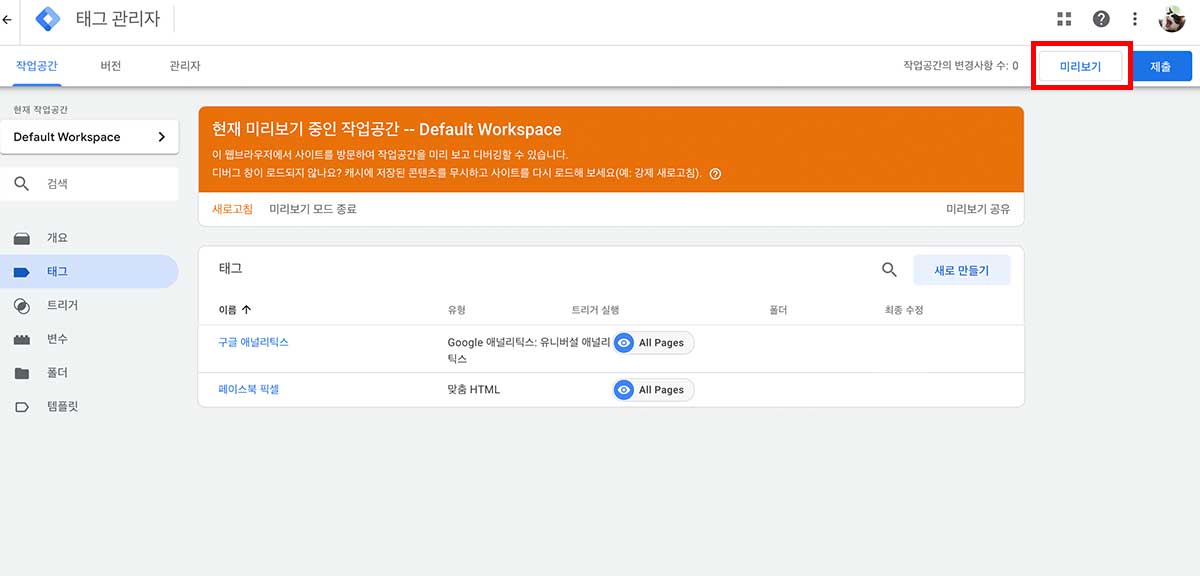 태그 관리자
작업공간 버전 관리자 작업공간의 변경사항 수: 0 미리보기 제출
현재 작업공간
Default Workspace
검색
개요
태그
트리거
변수
폴더
템플릿
현재 미리보기 중인 작업공간 -- Default Workspace
이 웹브라우저에서 사이트를 방문하여 작업공간을 미리 보고 디버깅할 수 있습니다.
디버그 창이 로드되지 않나요? 캐시에 저장된 콘텐츠를 무시하고 사이트를 다시 로드해 보세요(예: 강제 새로고침).
새로고침 미리보기 모드 종료 미리보기 공유
태그 새로 만들기
이름 유형 트리거 실행 폴더 최종 수정
구글 애널리틱스 Google 애널리틱스: 유니버설 애널리 All Pages
틱스
페이스북 픽셀 맞춤 HTML All Pages